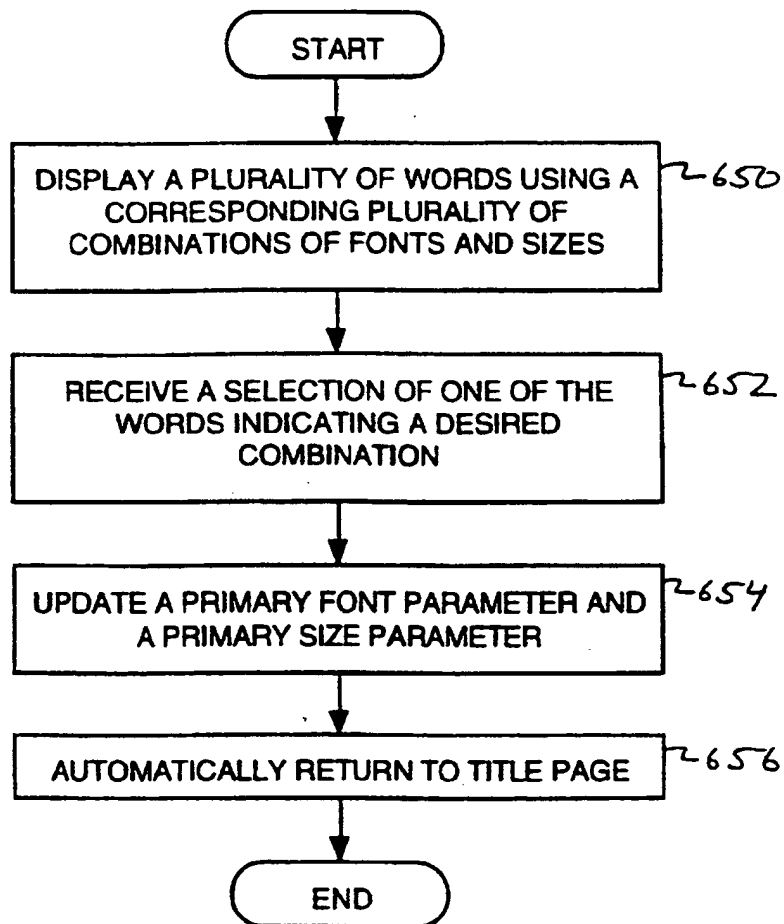 START
DISPLAY A PLURALITY OF WORDS USING A
CORRESPONDING PLURALITY OF
COMBINATIONS OF FONTS AND SIZES
650
RECEIVE A SELECTION OF ONE OF THE
WORDS INDICATING A DESIRED
COMBINATION
652
UPDATE A PRIMARY FONT PARAMETER AND
A PRIMARY SIZE PARAMETER
654
AUTOMATICALLY RETURN TO TITLE PAGE
656
END